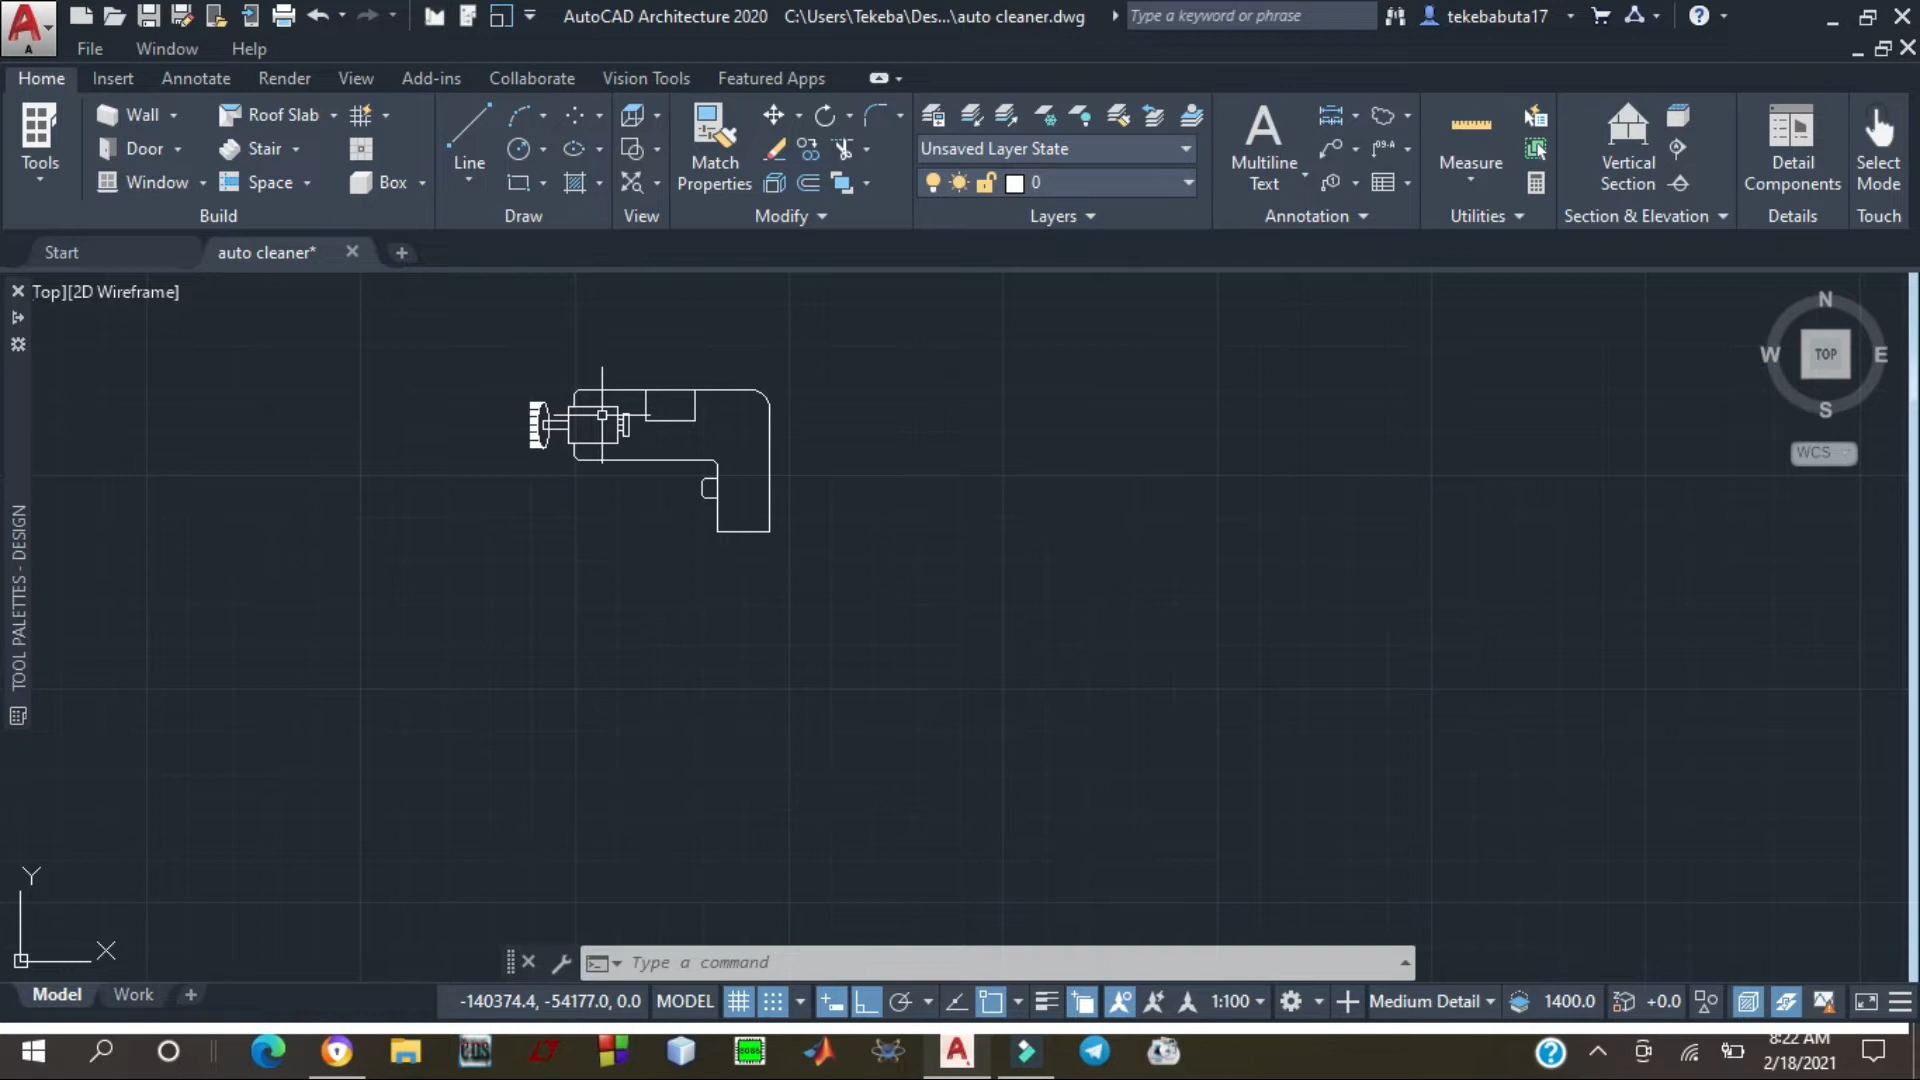 AutoCAD Architecture 2020 C:\Users\Tekeba\Des...\auto cleaner.dwg Type a keyword or phrase tekebabuta17
File Window Help
Home Insert Annotate Render View Add-ins Collaborate Vision Tools Featured Apps
Tools
Wall Roof Slab
Door Stair
Window Space Box
Build
Line
Draw
View
Match
Properties
Modify
Unsaved Layer State
0
Layers
Multiline
Text
Annotation
Measure
Utilities
Vertical
Section
Section & Elevation
Detail
Components
Details
Select
Mode
Touch
Start auto cleaner*
Top][2D Wireframe]
N
W TOP E
S
WCS
TOOL PALETTES - DESIGN
Y
X
Type a command
Model Work
-140374.4, -54177.0, 0.0 MODEL 1:100 Medium Detail 1400.0 +0.0
8:22 AM
2/18/2021